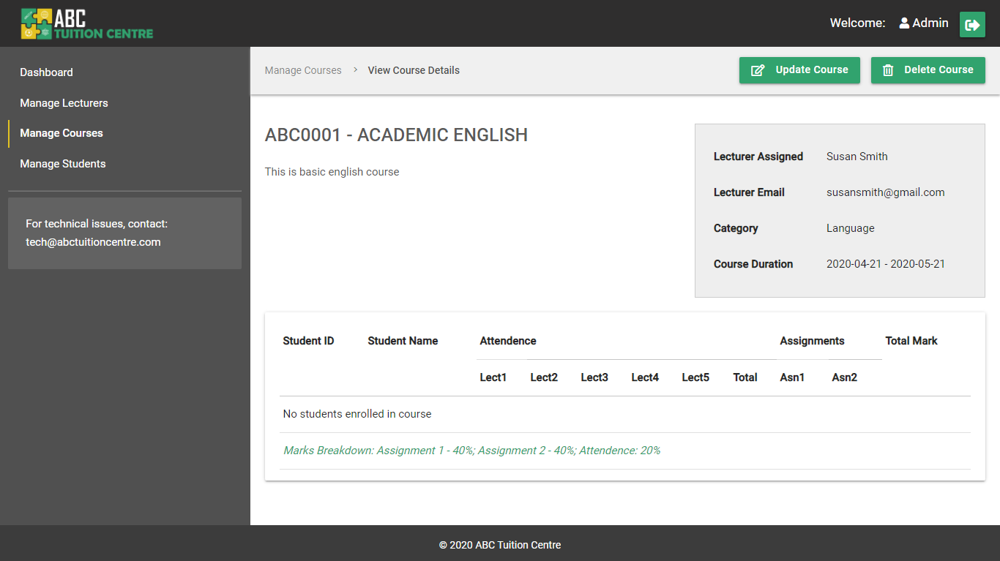 ABC
TUITION CENTRE
Welcome: Admin
Dashboard
Manage Lecturers
Manage Courses
Manage Students
For technical issues, contact:
tech@abctuitioncentre.com
Manage Courses > View Course Details
Update Course
Delete Course
ABC0001 - ACADEMIC ENGLISH
This is basic english course
Lecturer Assigned Susan Smith
Lecturer Email susansmith@gmail.com
Category Language
Course Duration 2020-04-21 - 2020-05-21
Student ID Student Name Attendence Assignments Total Mark
Lect1 Lect2 Lect3 Lect4 Lect5 Total Asn1 Asn2
No students enrolled in course
Marks Breakdown: Assignment 1 - 40%; Assignment 2 - 40%; Attendence: 20%
© 2020 ABC Tuition Centre